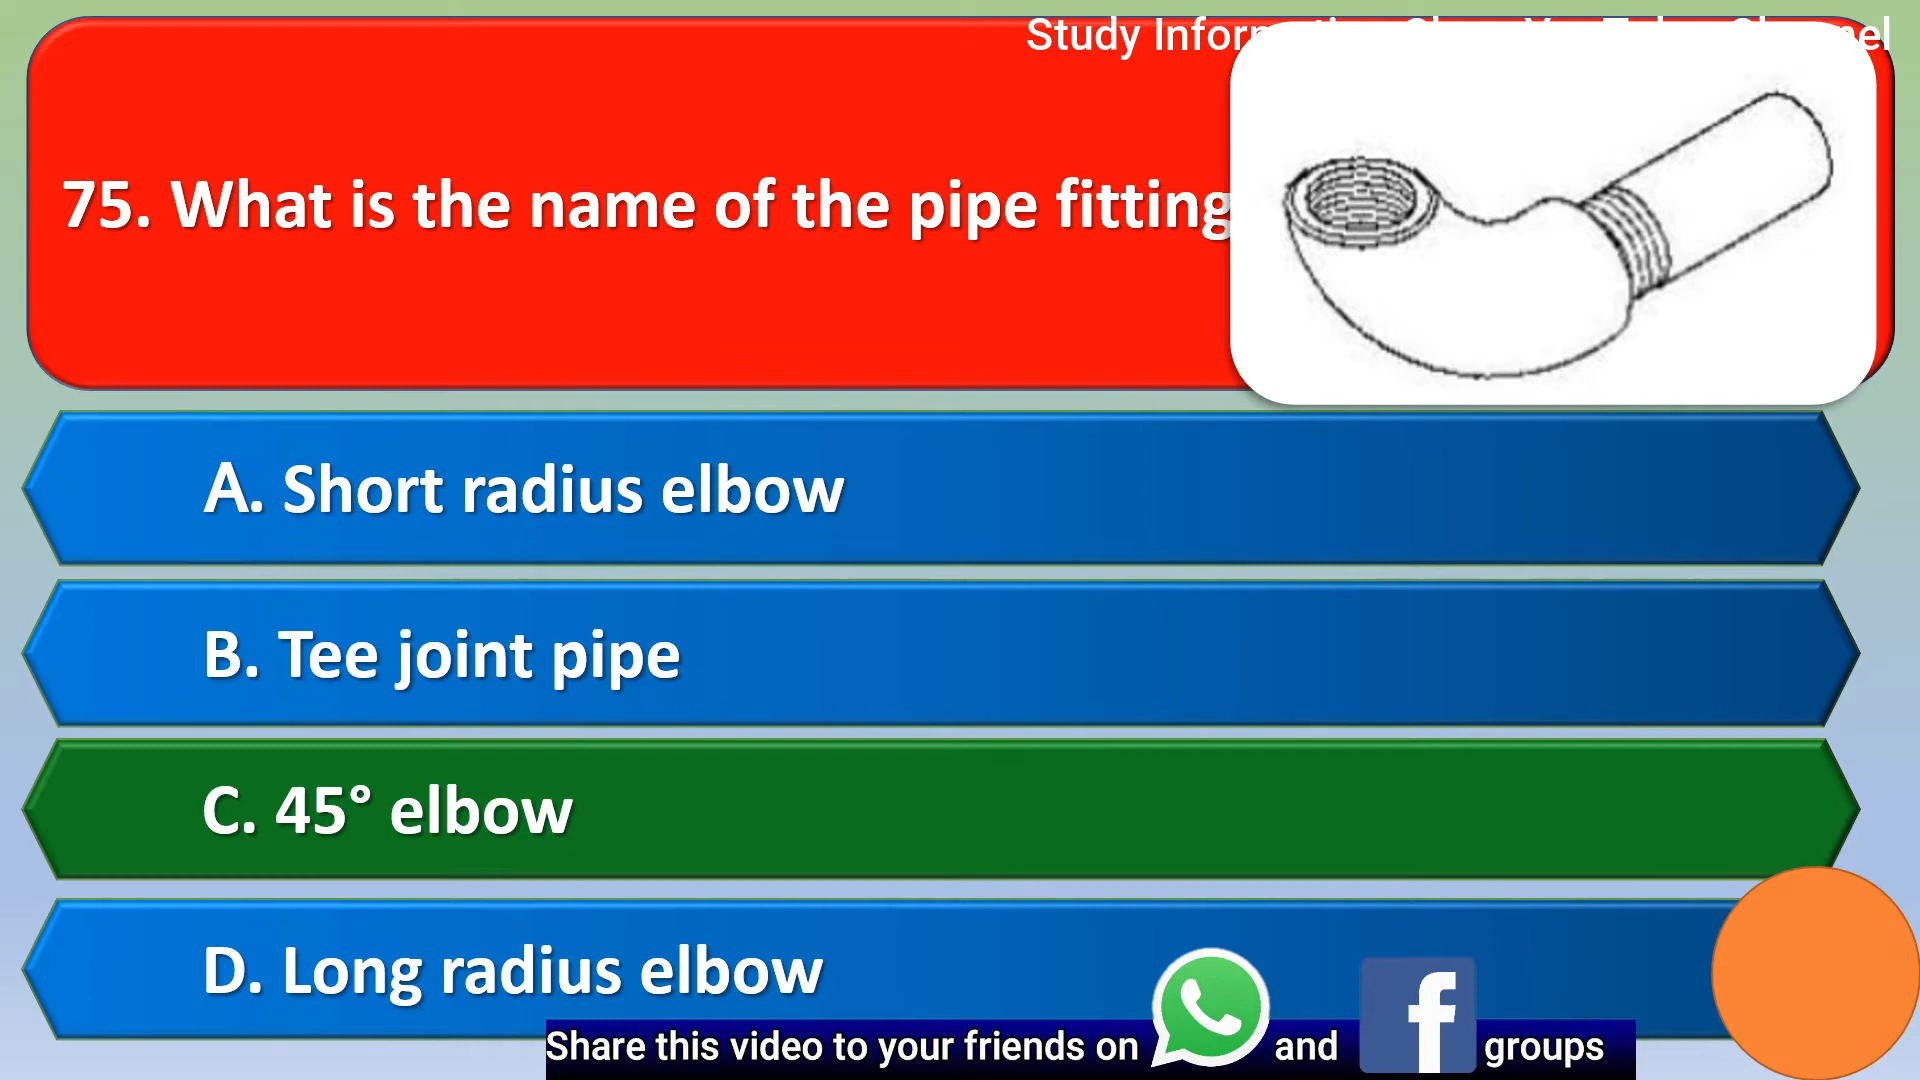 Study Infor
el
75. What is the name of the pipe fitting
A. Short radius elbow
B. Tee joint pipe
C. 45° elbow
D. Long radius elbow
Share this video to your friends on and f groups